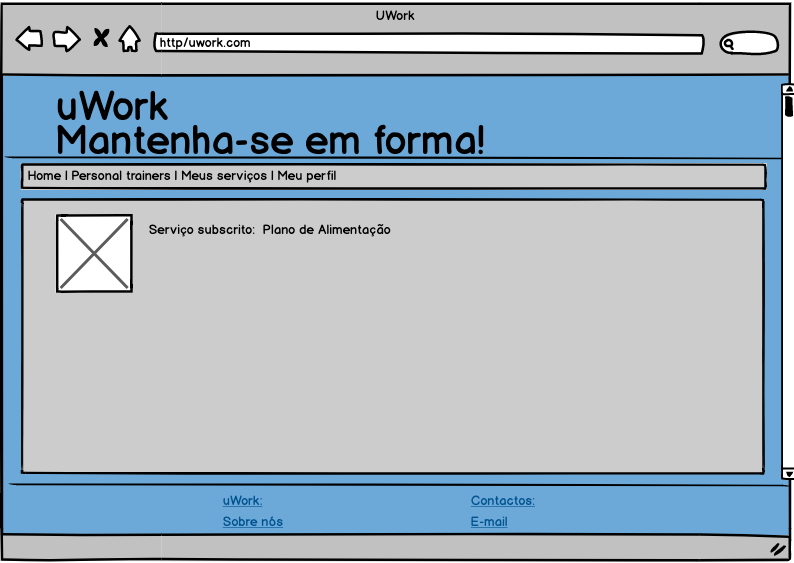 UWork
http/uwork.com
uWork
Mantenha-se em forma!
Home | Personal trainers | Meus serviços | Meu perfil
Serviço subscrito:  Plano de Alimentação
uWork:
Contactos:
Sobre nós
E-mail